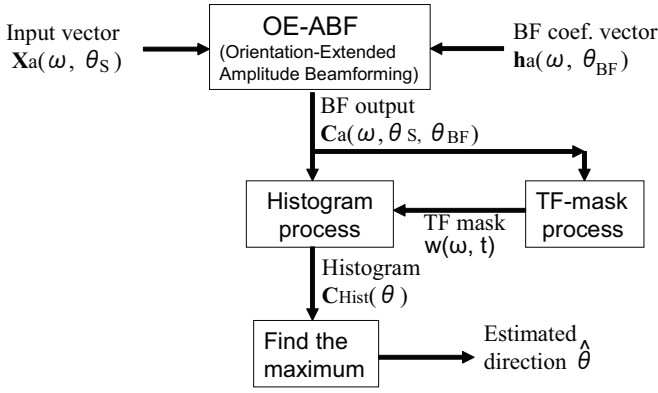 Input vector
Xa(ω, θS)
OE-ABF
(Orientation-Extended
Amplitude Beamforming)
BF coef. vector
ha(ω, θBF)
BF output
Ca(ω, θS, θBF)
Histogram
process
TF mask
w(ω, t)
TF-mask
process
Histogram
CHist(θ)
Find the
maximum
Estimated
direction θ̂